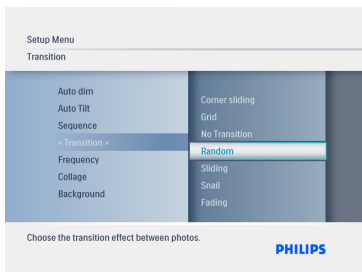 Setup Menu
Transition
Auto dim
Auto Tilt
Sequence
« Transition »
Frequency
Collage
Background
Corner sliding
Grid
No Transition
Random
Sliding
Snail
Fading
Choose the transition effect between photos.
PHILIPS